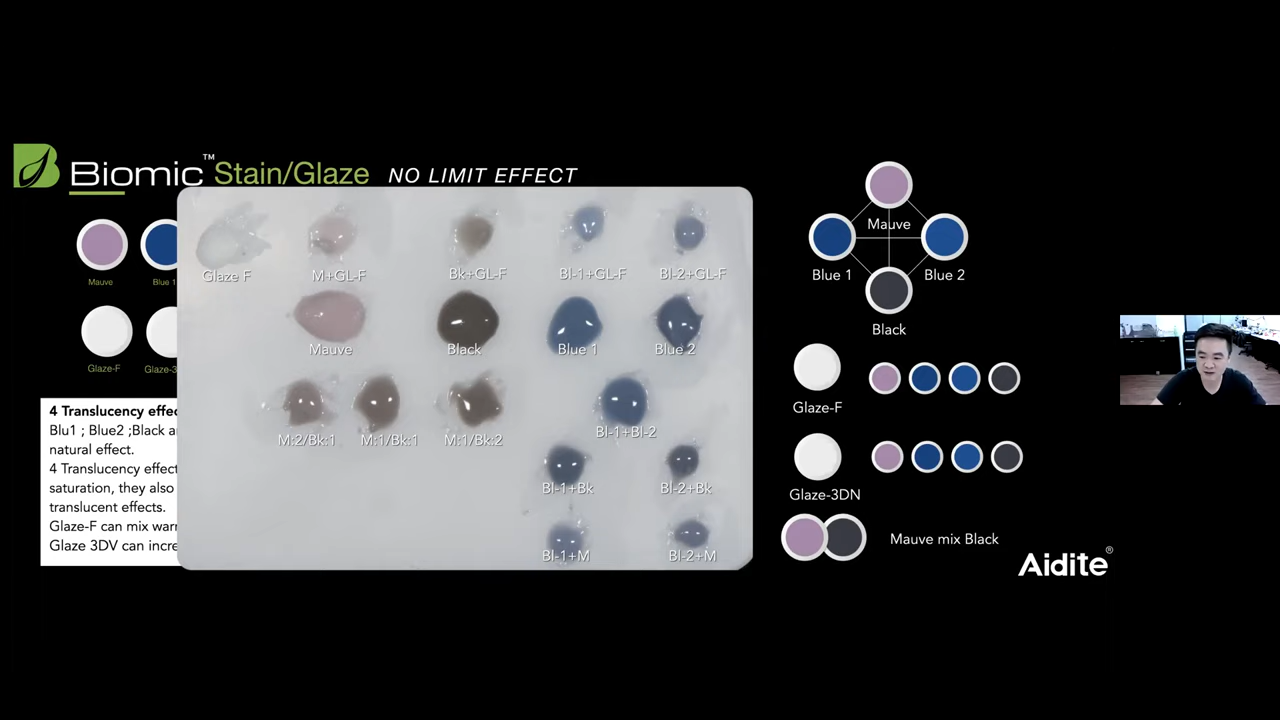 Biomic™ Stain/Glaze NO LIMIT EFFECT
Mauve
Blue 1
Glaze-F
Glaze-3
4 Translucency effec
Blu1 ; Blue2 ;Black a
natural effect.
4 Translucency effect
saturation, they also
translucent effects.
Glaze-F can mix warr
Glaze 3DV can incre
Glaze F
M+GL-F
Bk+GL-F
Bl-1+GL-F
Bl-2+GL-F
Mauve
Black
Blue 1
Blue 2
M:2/Bk:1
M:1/Bk:1
M:1/Bk:2
Bl-1+Bl-2
Bl-1+Bk
Bl-2+Bk
Bl-1+M
Bl-2+M
Mauve
Blue 1
Blue 2
Black
Glaze-F
Glaze-3DN
Mauve mix Black
Aidite®